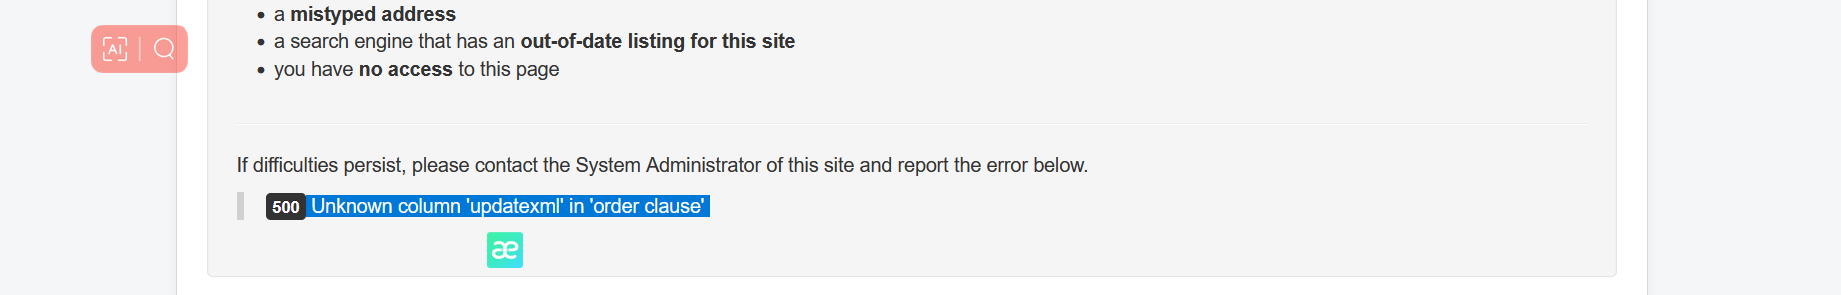 a mistyped address
a search engine that has an out-of-date listing for this site
AI
you have no access to this page
If difficulties persist, please contact the System Administrator of this site and report the error below.
500 Unknown column 'updatexml' in 'order clause'
æ